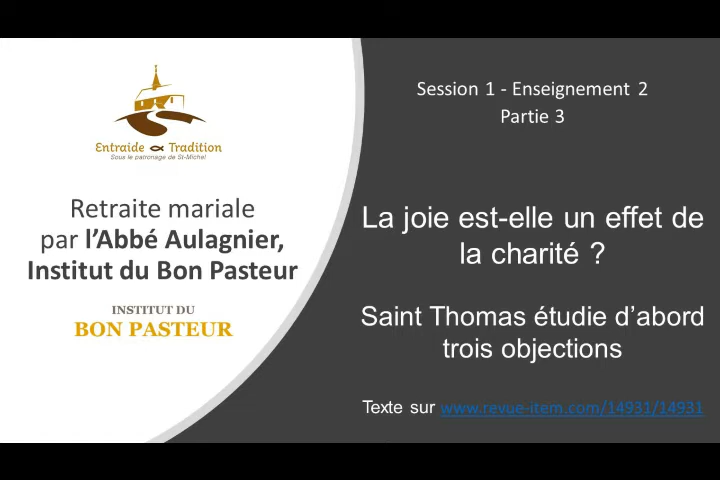 Entraide Tradition
Sous le patronage de St-Michel
Retraite mariale
par l'Abbé Aulagnier,
Institut du Bon Pasteur
INSTITUT DU
BON PASTEUR
Session 1 - Enseignement 2
Partie 3
La joie est-elle un effet de
la charité ?
Saint Thomas étudie d'abord
trois objections
Texte sur www.revue-item.com/14931/14931